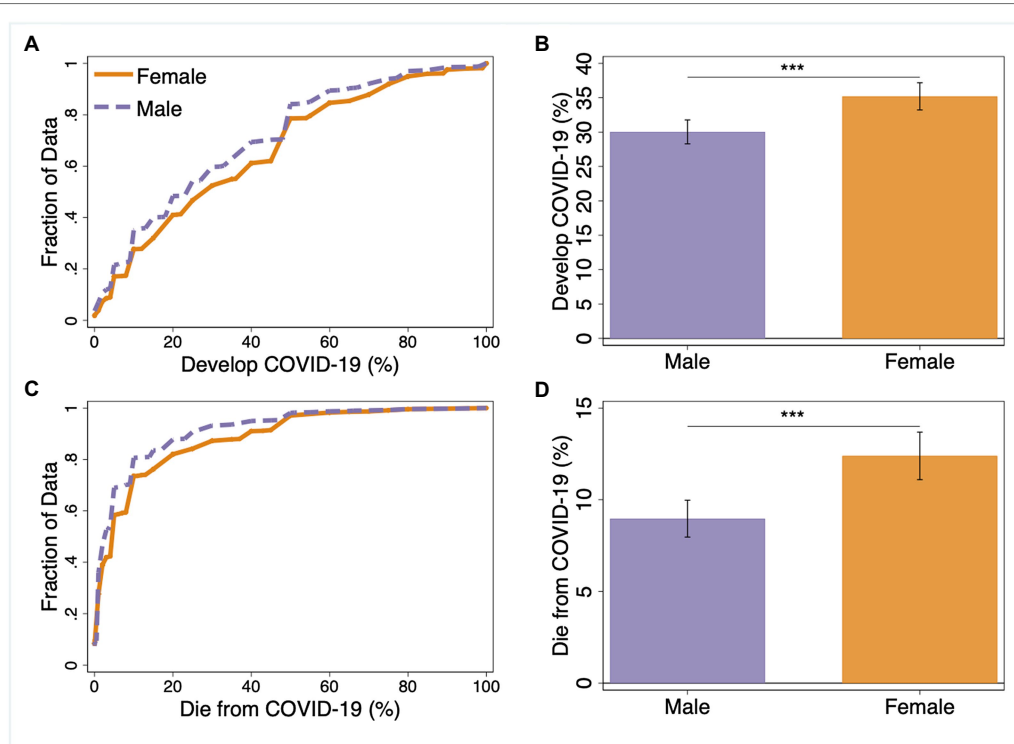 A
Female
Male
Fraction of Data
0 .2 .4 .6 .8 1
0 20 40 60 80 100
Develop COVID-19 (%)
B
***
Develop COVID-19 (%)
0 5 10 15 20 25 30 35 40
Male Female
C
Fraction of Data
0 .2 .4 .6 .8 1
0 20 40 60 80 100
Die from COVID-19 (%)
D
***
Die from COVID-19 (%)
0 5 10 15
Male Female